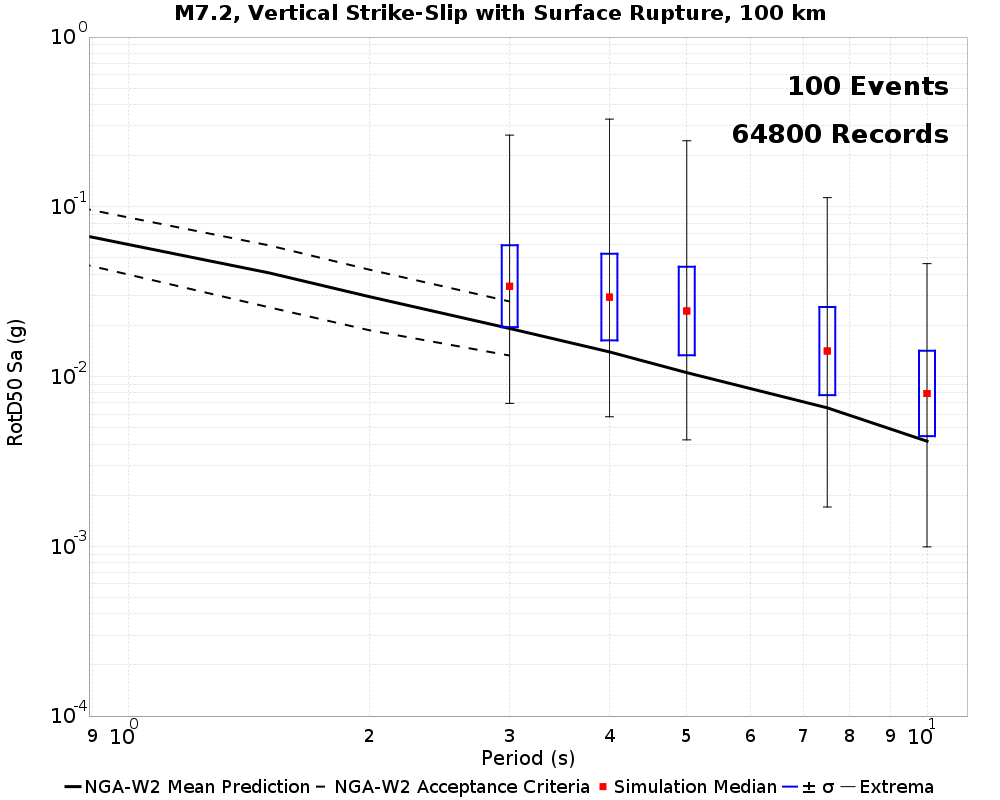 M7.2, Vertical Strike-Slip with Surface Rupture, 100 km
100 Events
64800 Records
RotD50 Sa (g)
10^0
10^-1
10^-2
10^-3
10^-4
9 10^0 2 3 4 5 6 7 8 9 10^1
Period (s)
NGA-W2 Mean Prediction NGA-W2 Acceptance Criteria Simulation Median ± σ Extrema